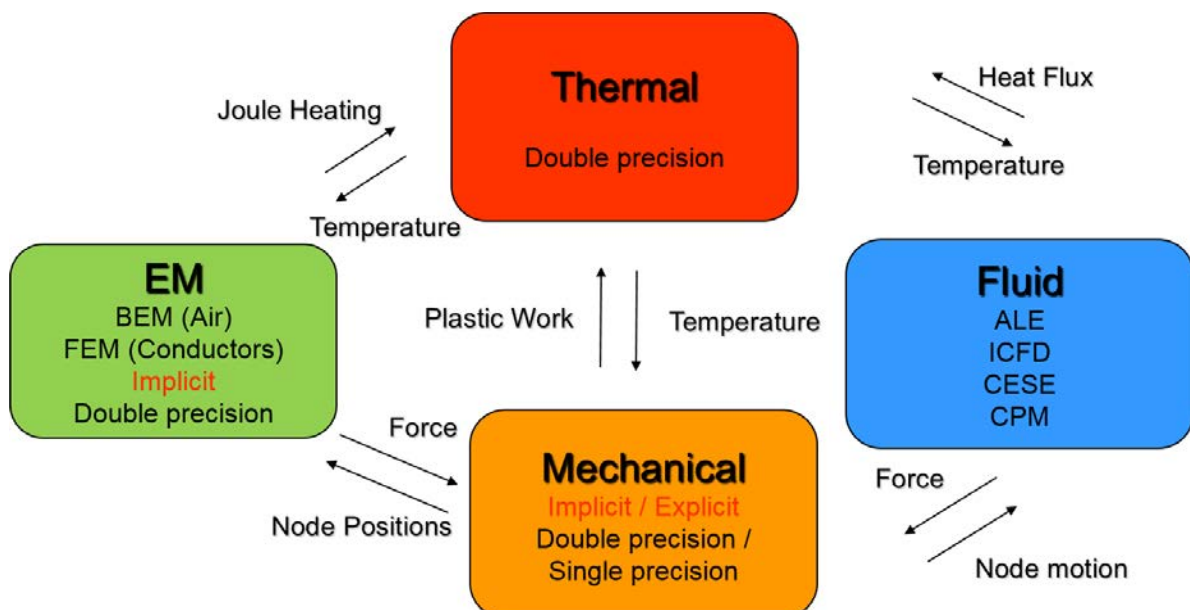 Thermal
Double precision
Joule Heating
Temperature
Heat Flux
Temperature
EM
BEM (Air)
FEM (Conductors)
Implicit
Double precision
Plastic Work
Temperature
Fluid
ALE
ICFD
CESE
CPM
Force
Node Positions
Mechanical
Implicit / Explicit
Double precision /
Single precision
Force
Node motion